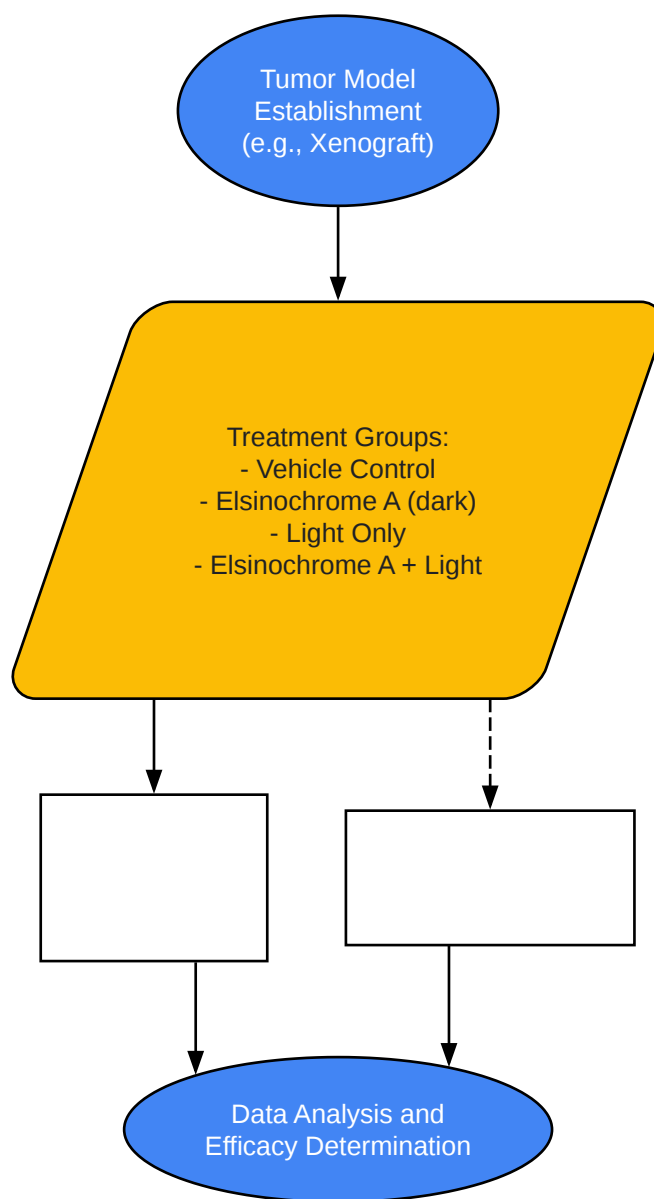 Tumor Model
Establishment
(e.g., Xenograft)
Treatment Groups:
- Vehicle Control
- Elsinochrome A (dark)
- Light Only
- Elsinochrome A + Light
Data Analysis and
Efficacy Determination